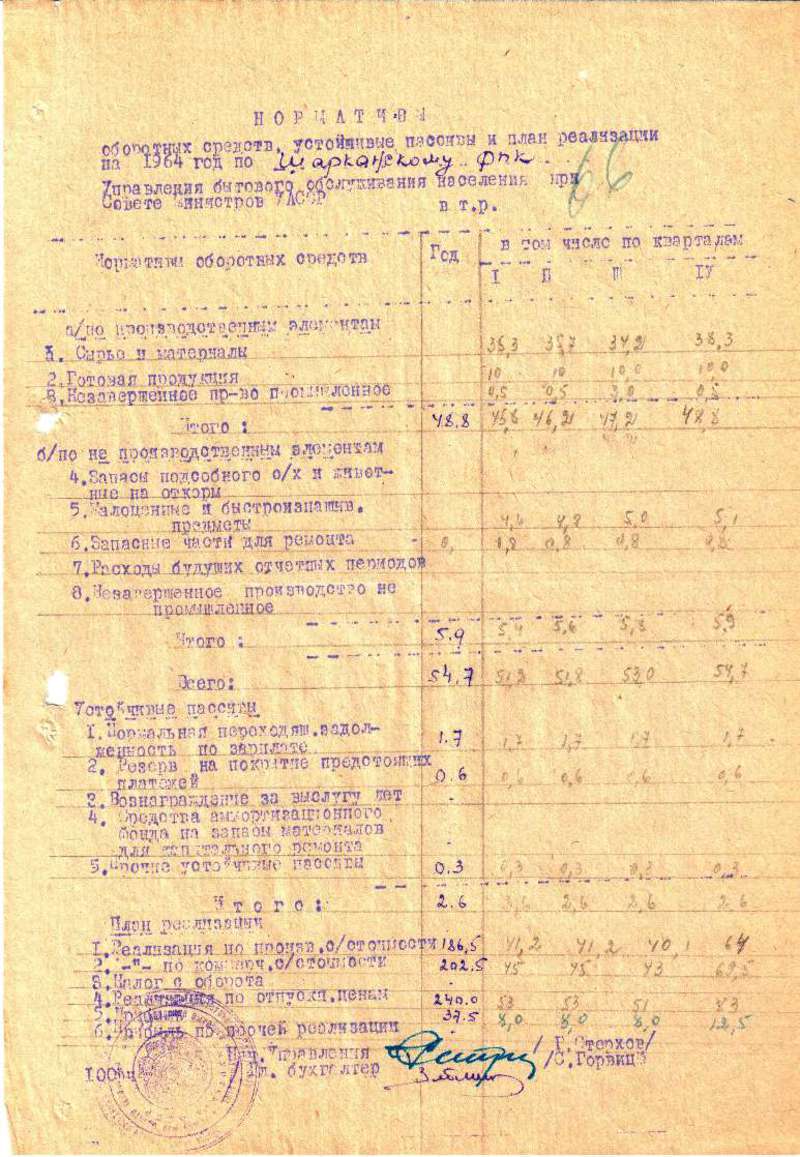 НОРМАТИВЫ
оборотных средств, устойчивые пассивы и план реализации
на 1964 год по Шарканскому фпк
66
Управления бытового обслуживания населения при
Совете министров УАССР в т.р.
Нормативы оборотных средств Год в том числе по кварталам
I П Ш IУ
а/по производственным элементам
1. Сырье и материалы 35,3 35,7 34,2 38,3
2.Готовая продукция 10 10 10,0 10,0
3.Незавершенное пр-во промышленное 0,5 0,5 3,0 0,5
Итого : 48.8 45,8 46,2 47,2 48,8
б/по не производственным элементам
4.Запасы подсобного с/х и живот-
ные на откорм
5.Малоценные и быстроизнашив.
предметы 4,6 4,8 5,0 5,1
6.Запасные части для ремонта 0,8 0,8 0,8 0,8
7.Расходы будущих отчетных периодов
8.Незавершенное производство не
промышленное
Итого : 5.9 5,4 5,6 5,8 5,9
Всего: 54.7 51,2 51,8 53,0 54,7
Устойчивые пассивы
1.Нормальная переходящ.задол-
женность по зарплате 1.7 1,7 1,7 1,7 1,7
2. Резерв на покрытие предстоящих
платежей 0.6 0,6 0,6 0,6 0,6
3.Вознаграждение за выслугу лет -
4. Средства аммортизационного
фонда на запасы материалов
для капитального ремонта -
5.Прочие устойчивые пассивы 0.3 0,3 0,3 0,3 0,3
Итого: 2.6 2,6 2,6 2,6 2,6
План реализации
1.Реализация по произв.с/стоимости 186,5 41,2 41,2 40,1 64
2. -"- по коммерч.с/стоимости 202.5 45 45 43 69,5
3.Налог с оборота -
4.Реализация по отпускн.ценам 240.0 53 53 51 83
5.Прибыль 37.5 8,0 8,0 8,0 13,5
6.Прибыль по прочей реализации -
Нач.Управления / Г.Стерхов/
Гл. бухгалтер /С.Горвиц/